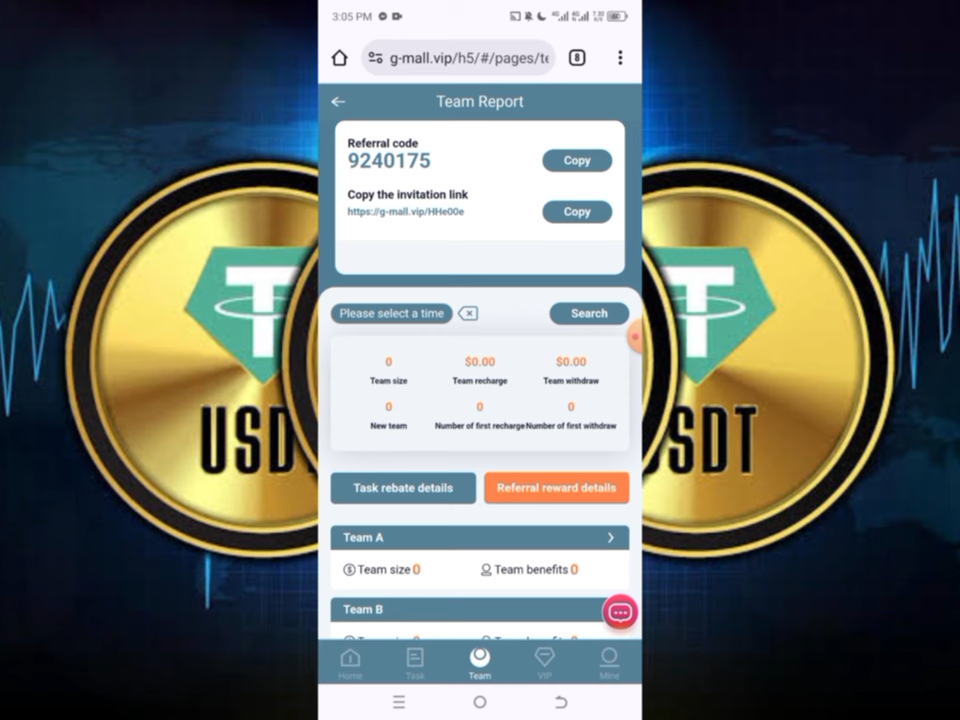 3:05 PM
8
g-mall.vip/h5/#/pages/te
Team Report
Referral code
9240175
Copy
Copy the invitation link
https://g-mall.vip/HHe00e
Copy
Please select a time
Search
0 $0.00 $0.00
Team size Team recharge Team withdraw
0 0 0
New team Number of first recharge Number of first withdraw
Task rebate details Referral reward details
Team A
Team size 0 Team benefits 0
Team B
Home Task Team VIP Mine
USDT
USDT